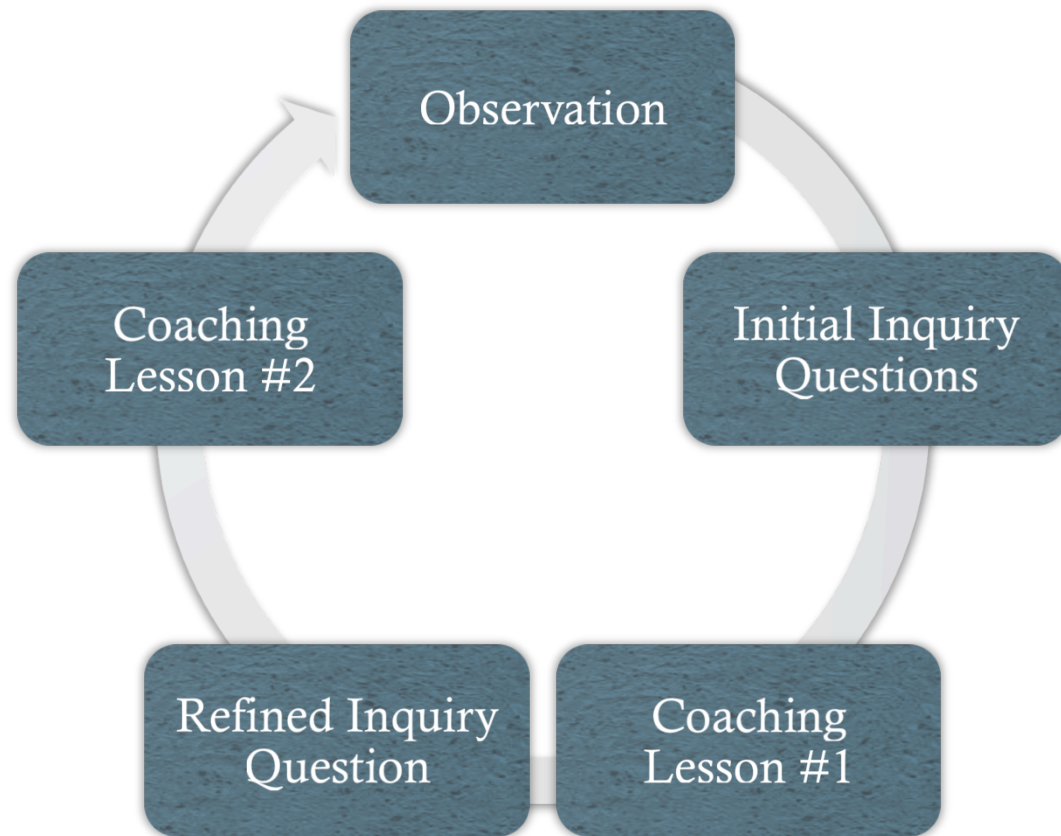 Observation
Initial Inquiry
Questions
Coaching
Lesson #1
Refined Inquiry
Question
Coaching
Lesson #2